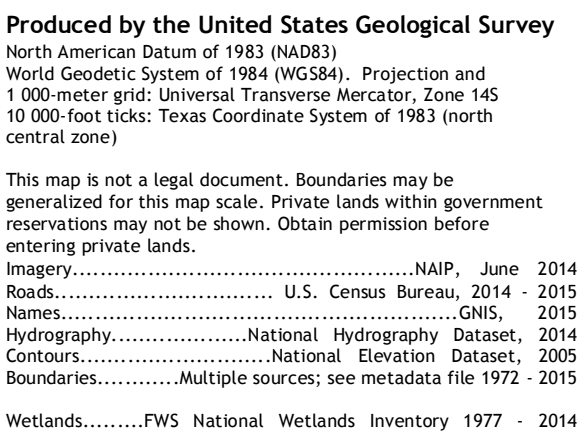 Produced by the United States Geological Survey
North American Datum of 1983 (NAD83)
World Geodetic System of 1984 (WGS84). Projection and
1 000-meter grid: Universal Transverse Mercator, Zone 14S
10 000-foot ticks: Texas Coordinate System of 1983 (north
central zone)
This map is not a legal document. Boundaries may be
generalized for this map scale. Private lands within government
reservations may not be shown. Obtain permission before
entering private lands.
Imagery.................................................NAIP, June 2014
Roads................................ U.S. Census Bureau, 2014 - 2015
Names......................................................GNIS, 2015
Hydrography...................National Hydrography Dataset, 2014
Contours............................National Elevation Dataset, 2005
Boundaries............Multiple sources; see metadata file 1972 - 2015
Wetlands.........FWS National Wetlands Inventory 1977 - 2014